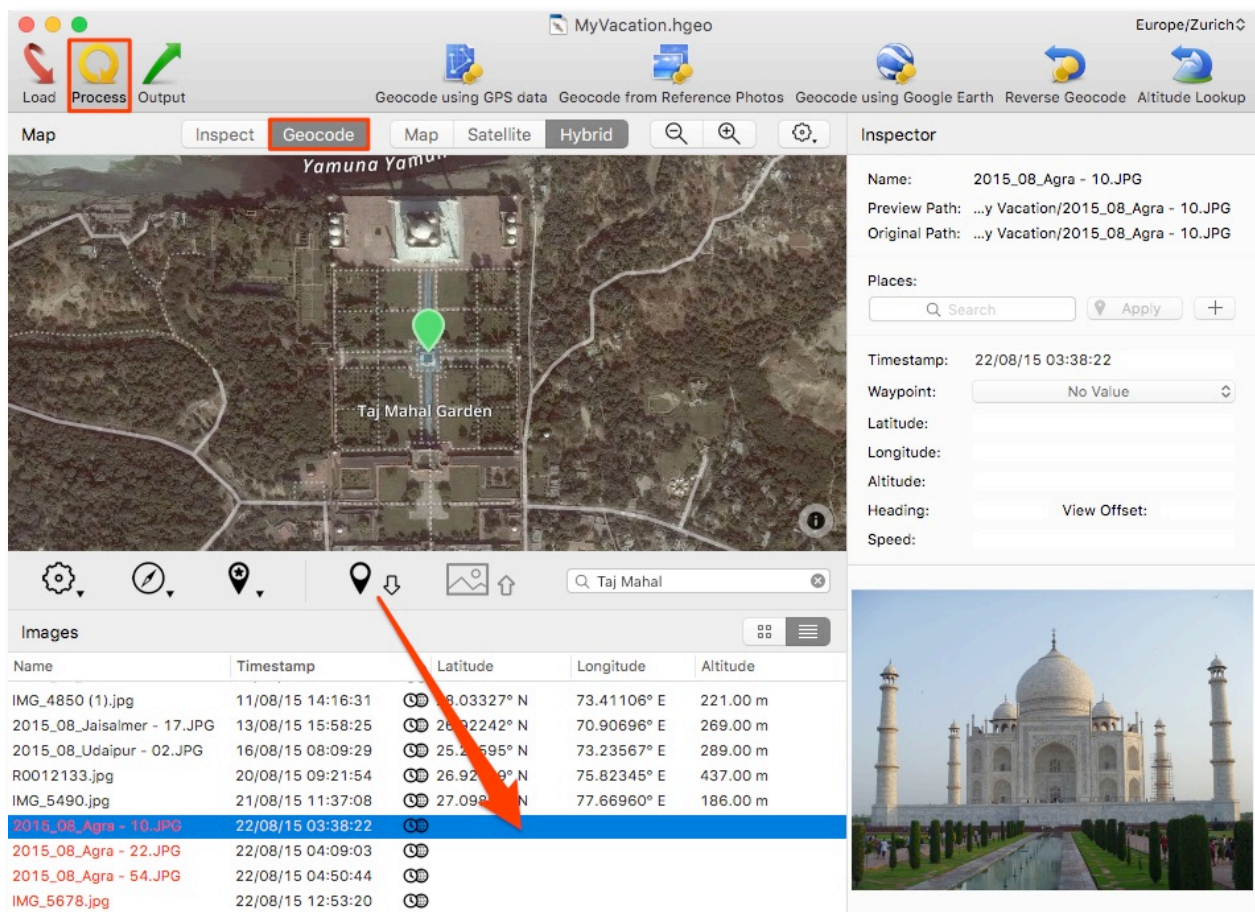 MyVacation.hgeo
Europe/Zurich
Load Process Output
Geocode using GPS data Geocode from Reference Photos Geocode using Google Earth Reverse Geocode Altitude Lookup
Map
Inspect Geocode
Map Satellite Hybrid
Inspector
Yamuna
Taj Mahal Garden
Name: 2015_08_Agra - 10.JPG
Preview Path: ...y Vacation/2015_08_Agra - 10.JPG
Original Path: ...y Vacation/2015_08_Agra - 10.JPG
Places:
Search Apply
Timestamp: 22/08/15 03:38:22
Waypoint: No Value
Latitude:
Longitude:
Altitude:
Heading: View Offset:
Speed:
Taj Mahal
Images
Name Timestamp Latitude Longitude Altitude
IMG_4850 (1).jpg 11/08/15 14:16:31 73.41106° E 221.00 m
2015_08_Jaisalmer - 17.JPG 13/08/15 15:58:25 70.90696° E 269.00 m
2015_08_Udaipur - 02.JPG 16/08/15 08:09:29 73.23567° E 289.00 m
R0012133.jpg 20/08/15 09:21:54 75.82345° E 437.00 m
IMG_5490.jpg 21/08/15 11:37:08 77.66960° E 186.00 m
2015_08_Agra - 10.JPG 22/08/15 03:38:22
2015_08_Agra - 22.JPG 22/08/15 04:09:03
2015_08_Agra - 54.JPG 22/08/15 04:50:44
IMG_5678.jpg 22/08/15 12:53:20